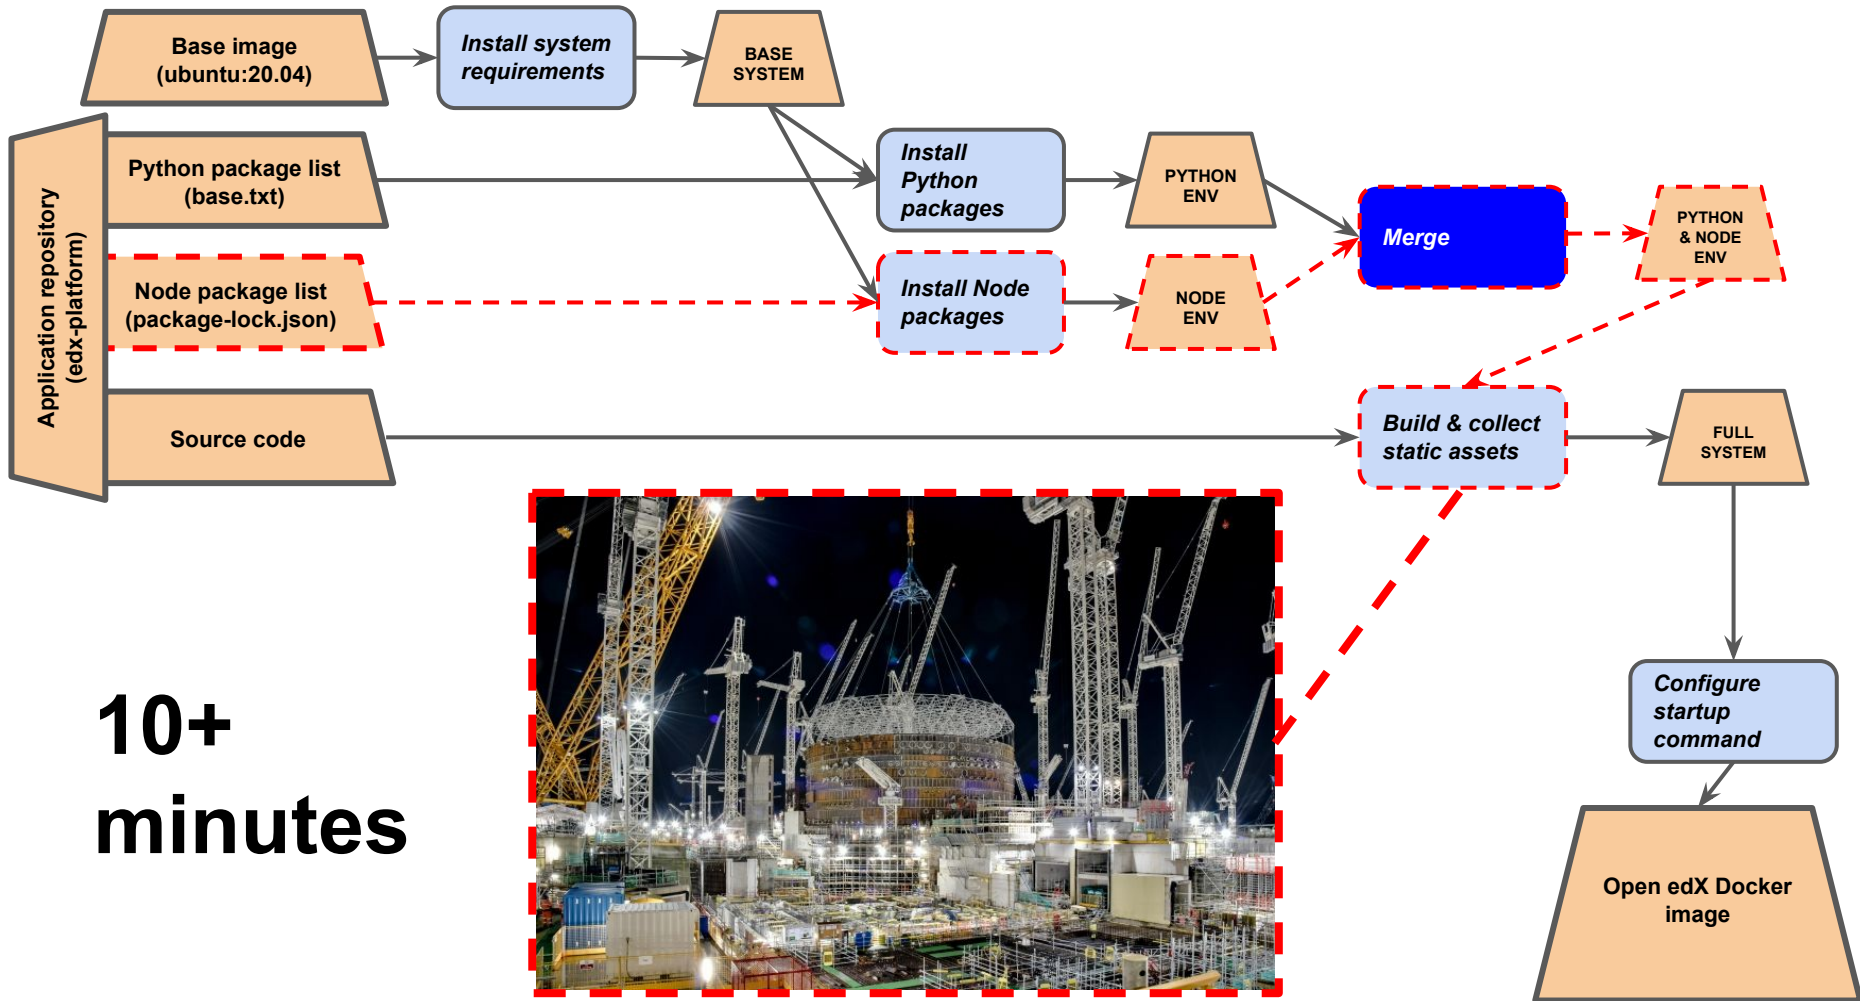 Base image
(ubuntu:20.04)
Install system
requirements
BASE
SYSTEM
Application repository
(edx-platform)
Python package list
(base.txt)
Install
Python
packages
PYTHON
ENV
Merge
PYTHON
& NODE
ENV
Node package list
(package-lock.json)
Install Node
packages
NODE
ENV
Source code
Build & collect
static assets
FULL
SYSTEM
10+
minutes
Configure
startup
command
Open edX Docker
image